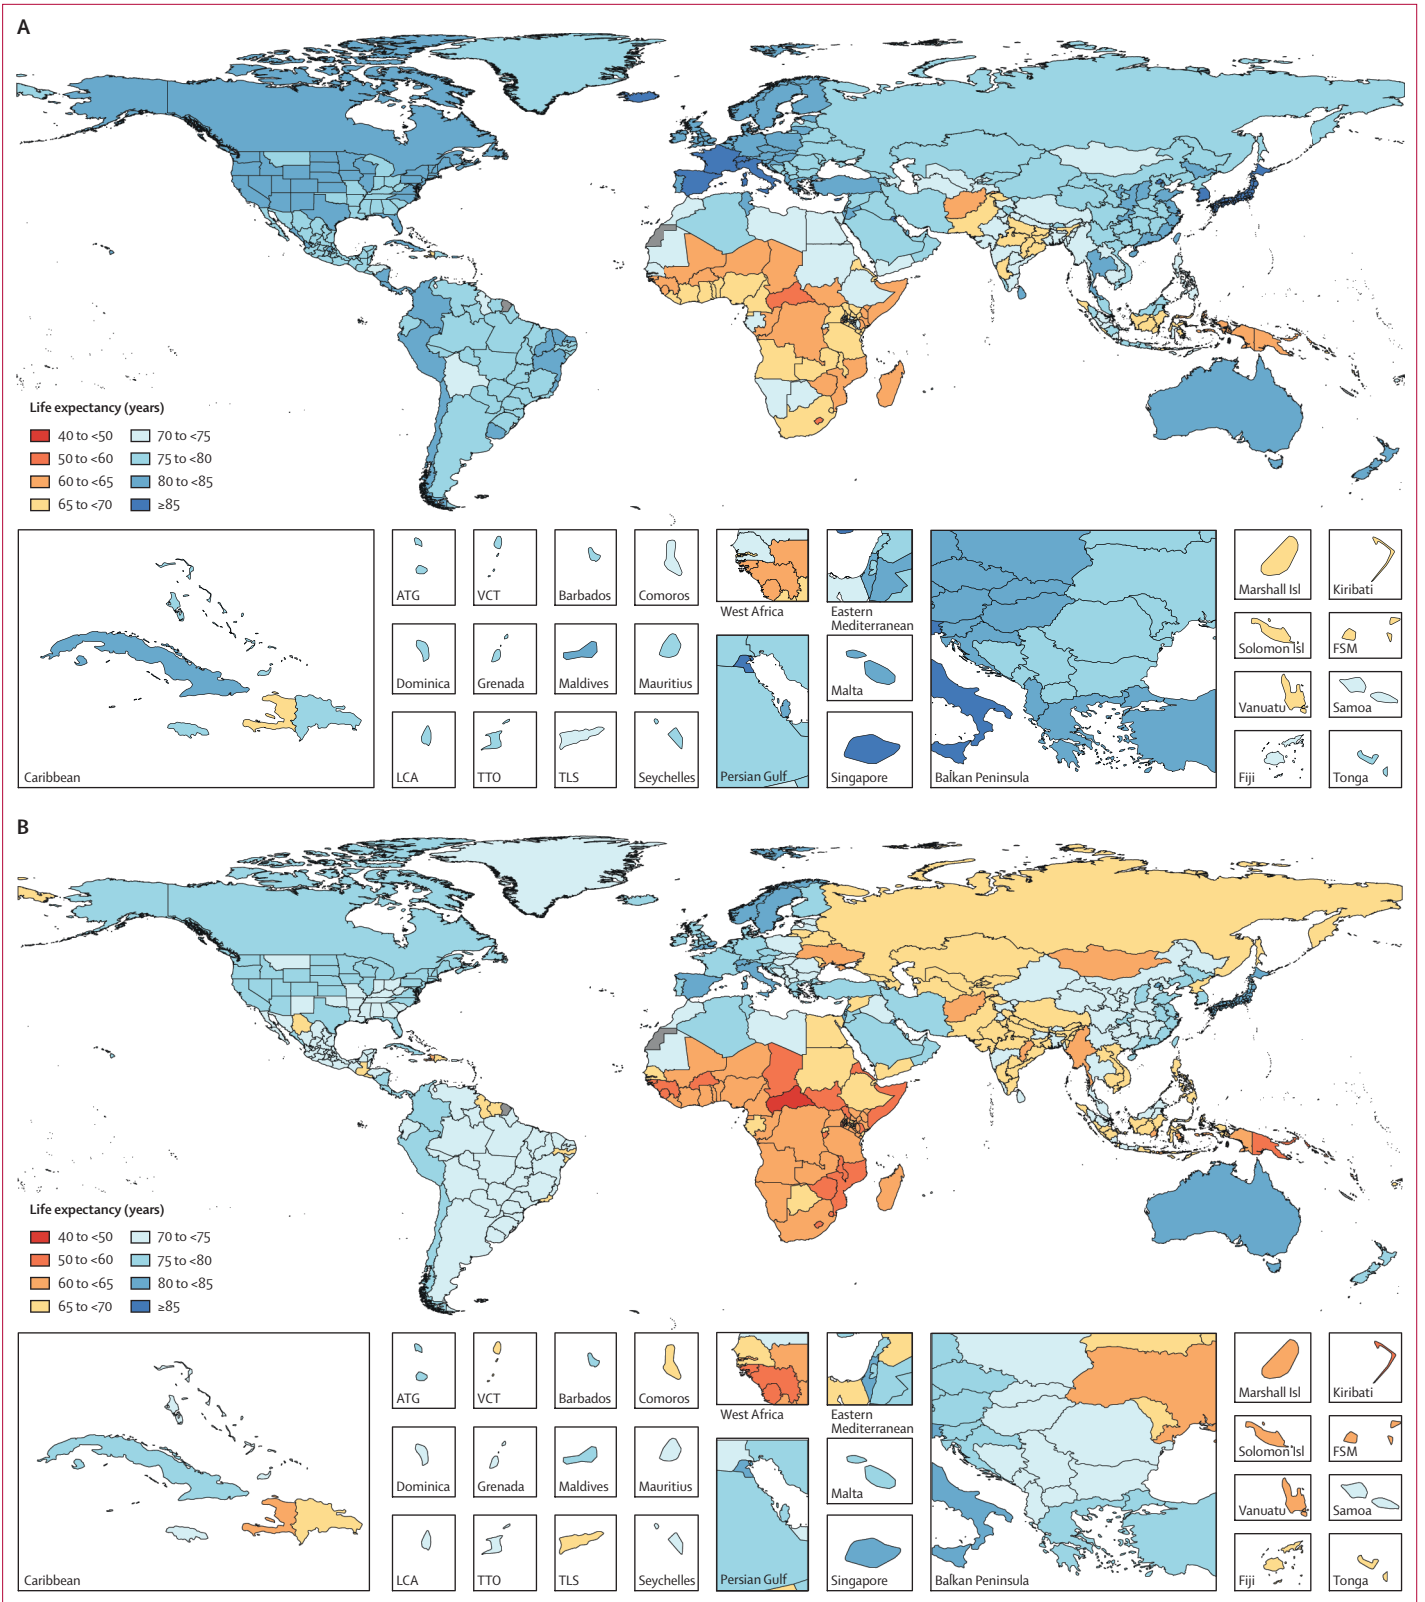 A
Life expectancy (years)
40 to <50
70 to <75
50 to <60
75 to <80
60 to <65
80 to <85
65 to <70
≥85
Caribbean
ATG
VCT
Barbados
Comoros
Dominica
Grenada
Maldives
Mauritius
LCA
TTO
TLS
Seychelles
West Africa
Eastern
Mediterranean
Persian Gulf
Malta
Singapore
Balkan Peninsula
Marshall Isl
Kiribati
Solomon Isl
FSM
Vanuatu
Samoa
Fiji
Tonga
B
Life expectancy (years)
40 to <50
70 to <75
50 to <60
75 to <80
60 to <65
80 to <85
65 to <70
≥85
Caribbean
ATG
VCT
Barbados
Comoros
Dominica
Grenada
Maldives
Mauritius
LCA
TTO
TLS
Seychelles
West Africa
Eastern
Mediterranean
Persian Gulf
Malta
Singapore
Balkan Peninsula
Marshall Isl
Kiribati
Solomon Isl
FSM
Vanuatu
Samoa
Fiji
Tonga